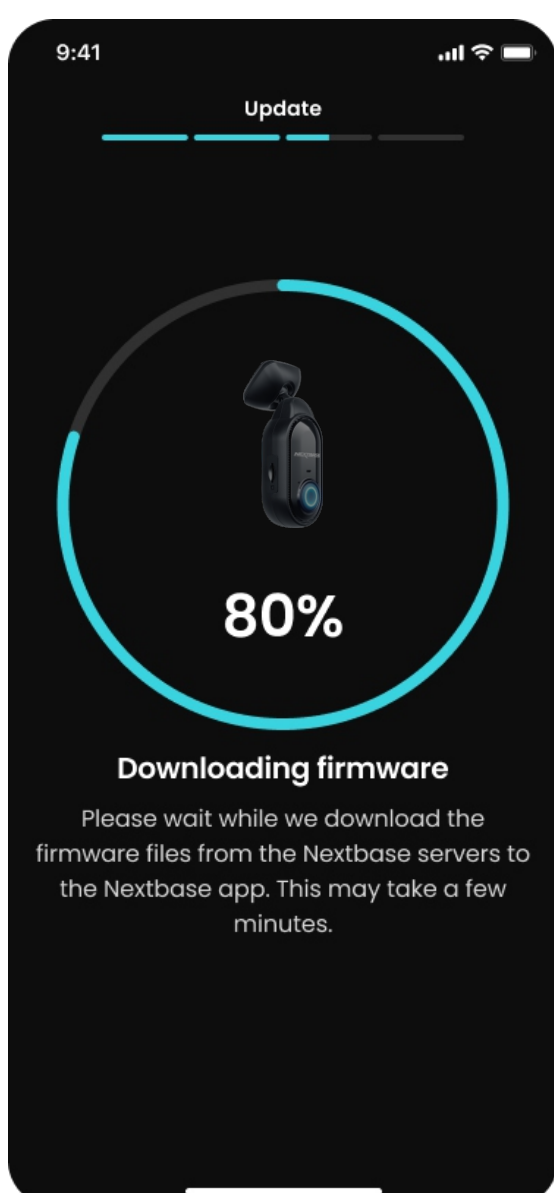 9:41
Update
80%
Downloading firmware
Please wait while we download the
firmware files from the Nextbase servers to
the Nextbase app. This may take a few
minutes.